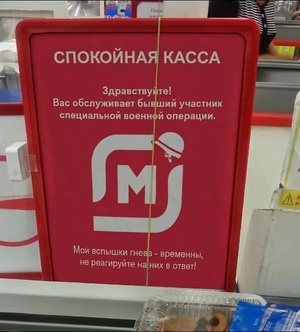 СПОКОЙНАЯ КАССА
Здравствуйте!
Вас обслуживает бывший участник
специальной военной операции.
М
Мои вспышки гнева - временны,
не реагируйте на них в ответ!